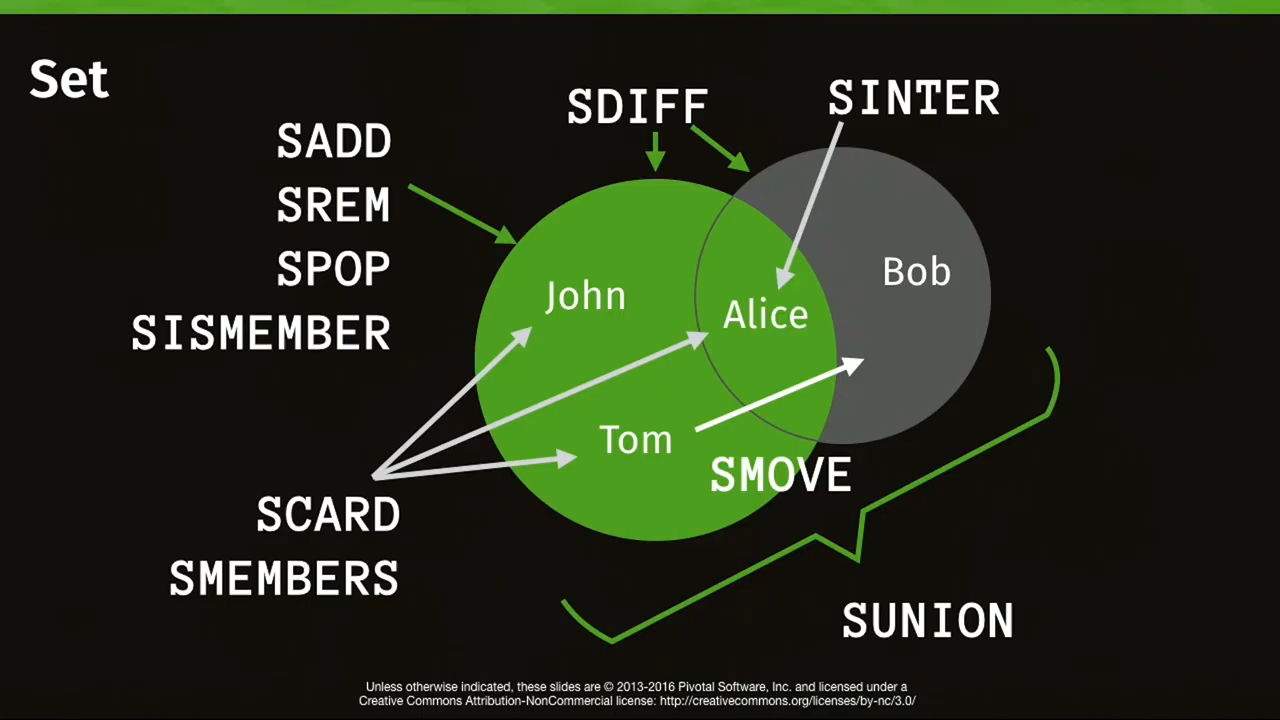 Set
SADD
SREM
SPOP
SISMEMBER
SDIFF
SINTER
John
Alice
Bob
Tom
SMOVE
SCARD
SMEMBERS
SUNION
Unless otherwise indicated, these slides are © 2013-2016 Pivotal Software, Inc. and licensed under a
Creative Commons Attribution-NonCommercial license: http://creativecommons.org/licenses/by-nc/3.0/